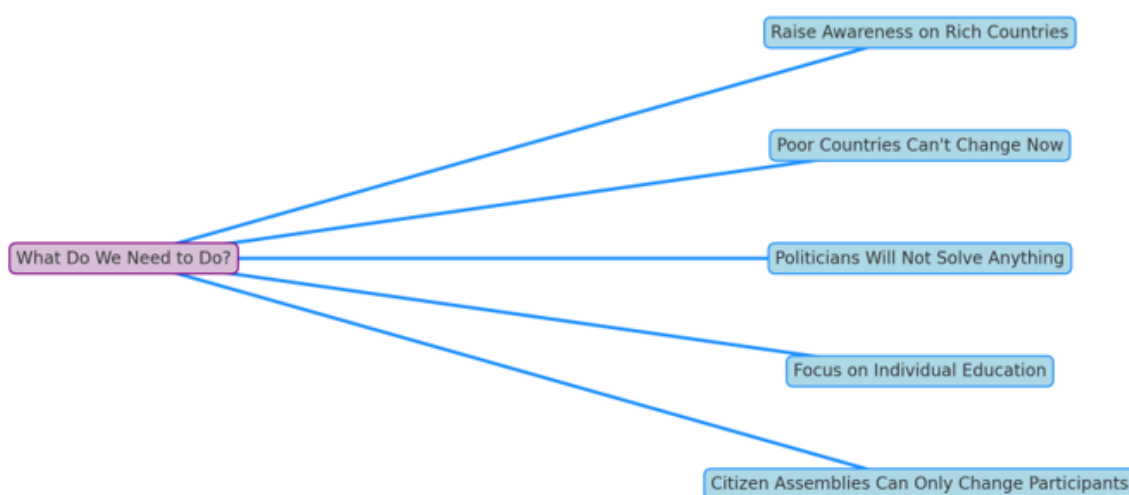 Raise Awareness on Rich Countries
Poor Countries Can't Change Now
What Do We Need to Do?
Politicians Will Not Solve Anything
Focus on Individual Education
Citizen Assemblies Can Only Change Participants